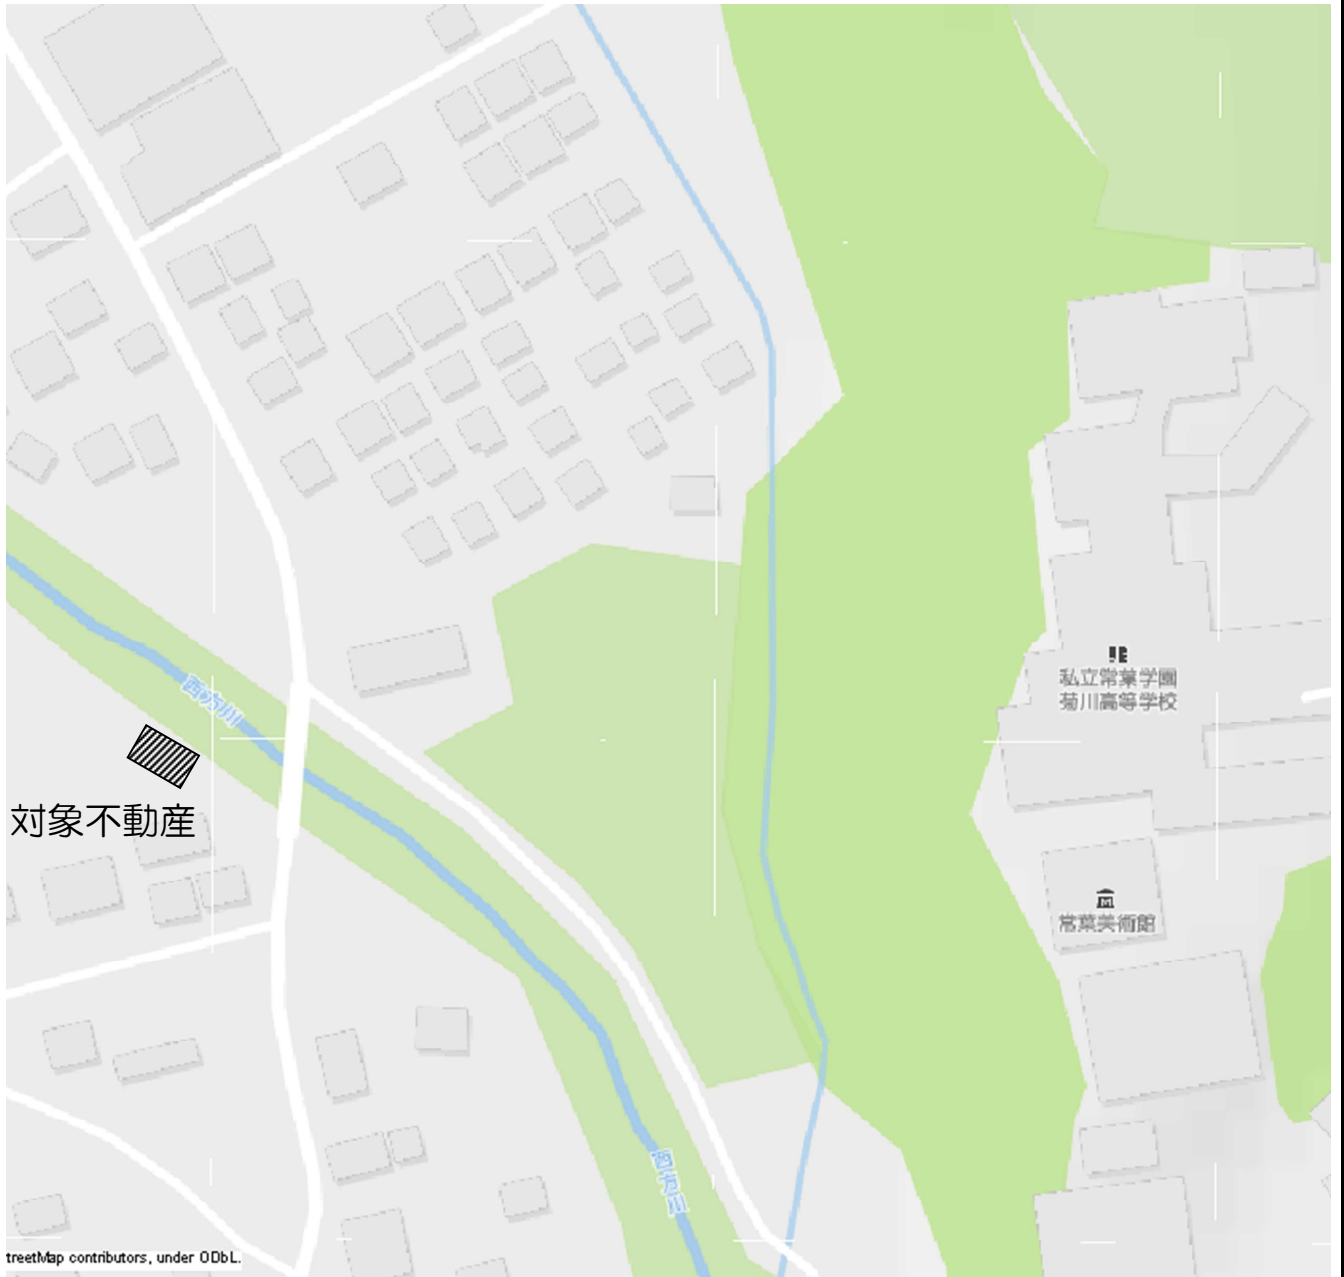 私立常葉学園
菊川高等学校
西方川
対象不動産
常葉美術館
西方川
treetMap contributors, under ODbL.